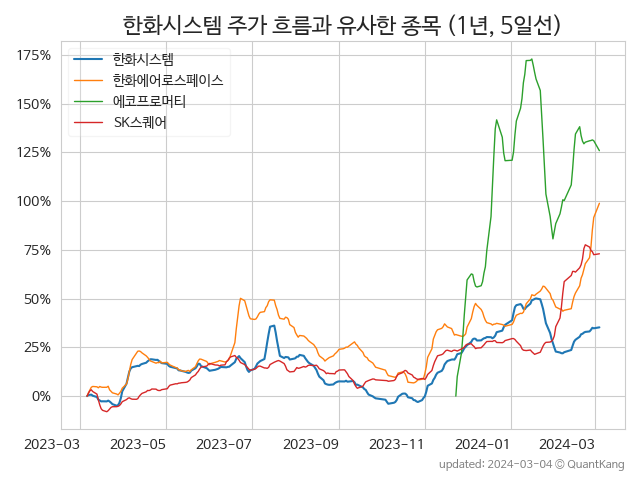 한화시스템 주가 흐름과 유사한 종목 (1년, 5일선)
175%
150%
125%
100%
75%
50%
25%
0%
한화시스템
한화에어로스페이스
에코프로머티
SK스퀘어
2023-03
2023-05
2023-07
2023-09
2023-11
2024-01
2024-03
updated: 2024-03-04 © QuantKang